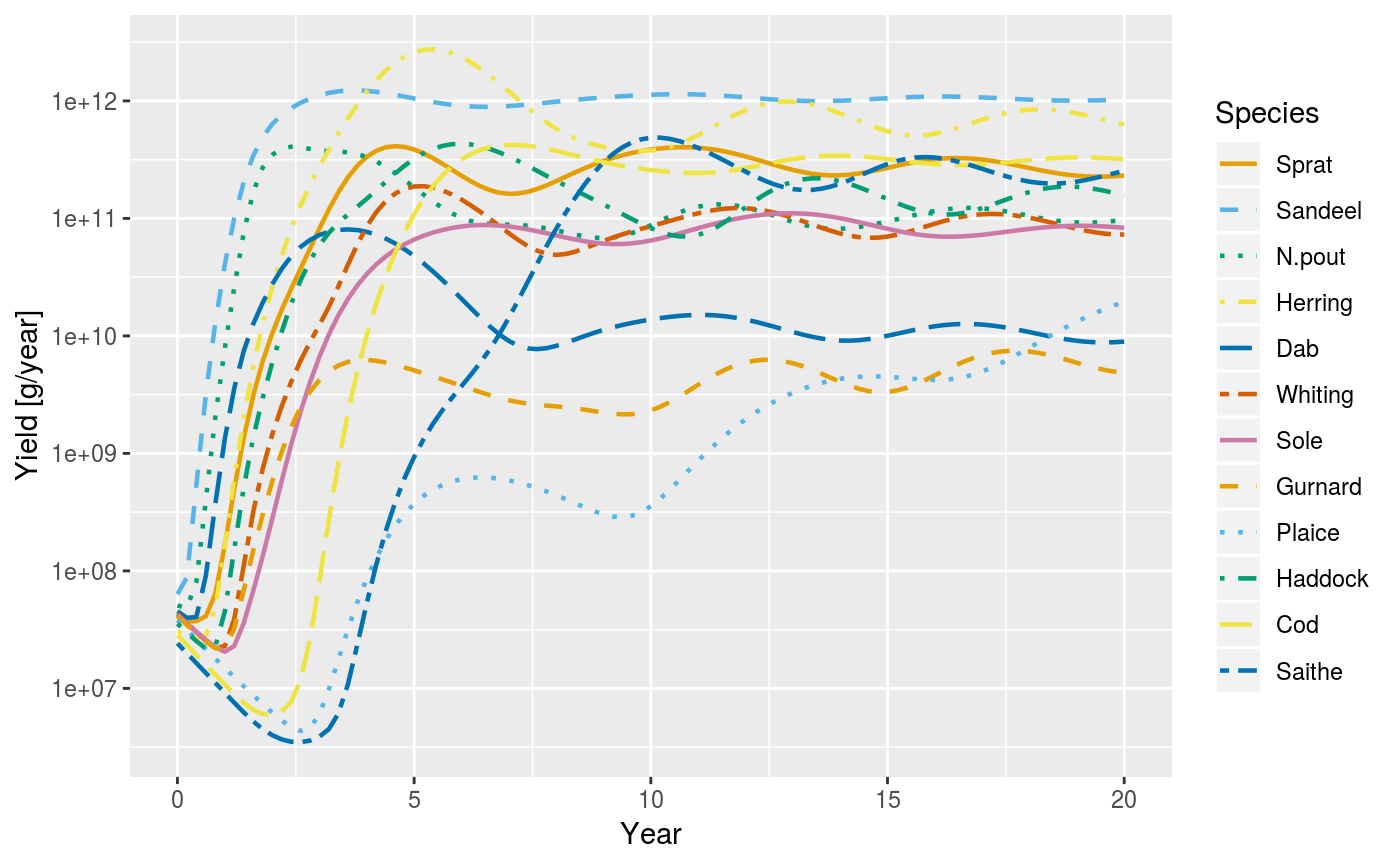 Yield [g/year]
1e+12
1e+11
1e+10
1e+09
1e+08
1e+07
0 5 10 15 20
Year
Species
Sprat
Sandeel
N.pout
Herring
Dab
Whiting
Sole
Gurnard
Plaice
Haddock
Cod
Saithe